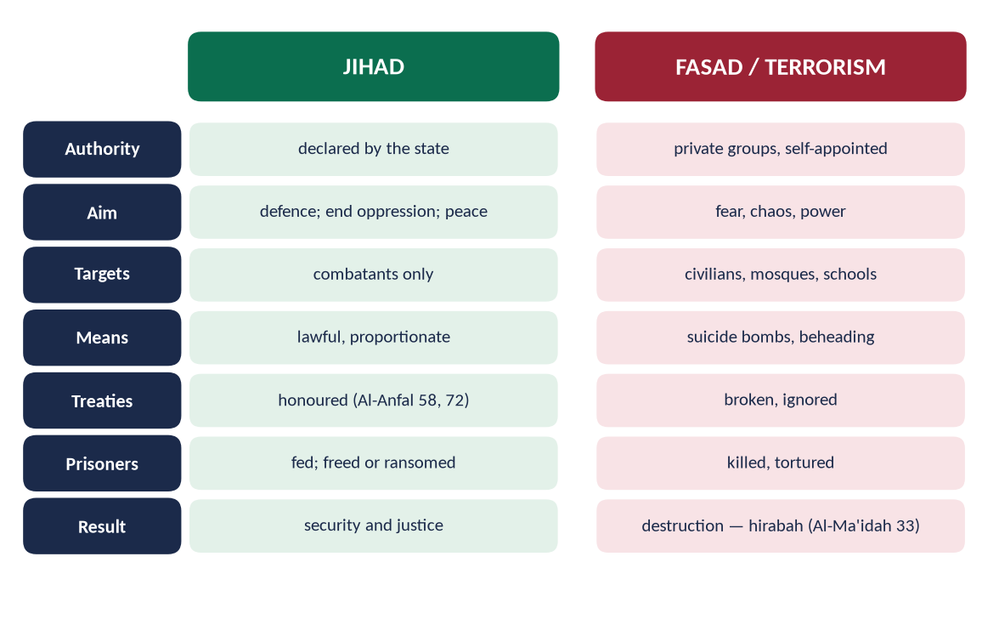 JIHAD
FASAD / TERRORISM
Authority
declared by the state
private groups, self-appointed
Aim
defence; end oppression; peace
fear, chaos, power
Targets
combatants only
civilians, mosques, schools
Means
lawful, proportionate
suicide bombs, beheading
Treaties
honoured (Al-Anfal 58, 72)
broken, ignored
Prisoners
fed; freed or ransomed
killed, tortured
Result
security and justice
destruction — hirabah (Al-Ma'idah 33)